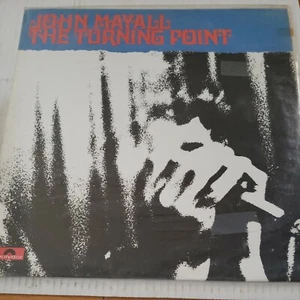 JOHN MAYALL
THE TURNING POINT